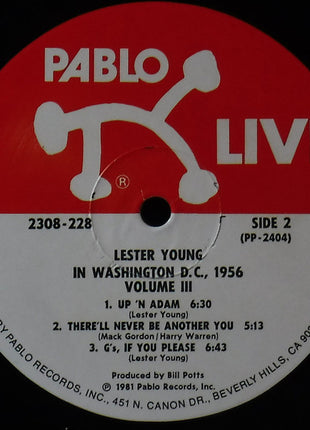 PABLO
LIV
®
2308-228
SIDE 2
(PP-2404)
LESTER YOUNG
IN WASHINGTON D.C., 1956
VOLUME III
1. UP 'N ADAM 6:30
(Lester Young)
2. THERE'LL NEVER BE ANOTHER YOU 5:13
(Mack Gordon/Harry Warren)
3. G's, IF YOU PLEASE 6:43
(Lester Young)
Produced by Bill Potts
℗ 1981 Pablo Records, Inc.
BY PABLO RECORDS, INC., 451 N. CANON DR., BEVERLY HILLS, CA 90